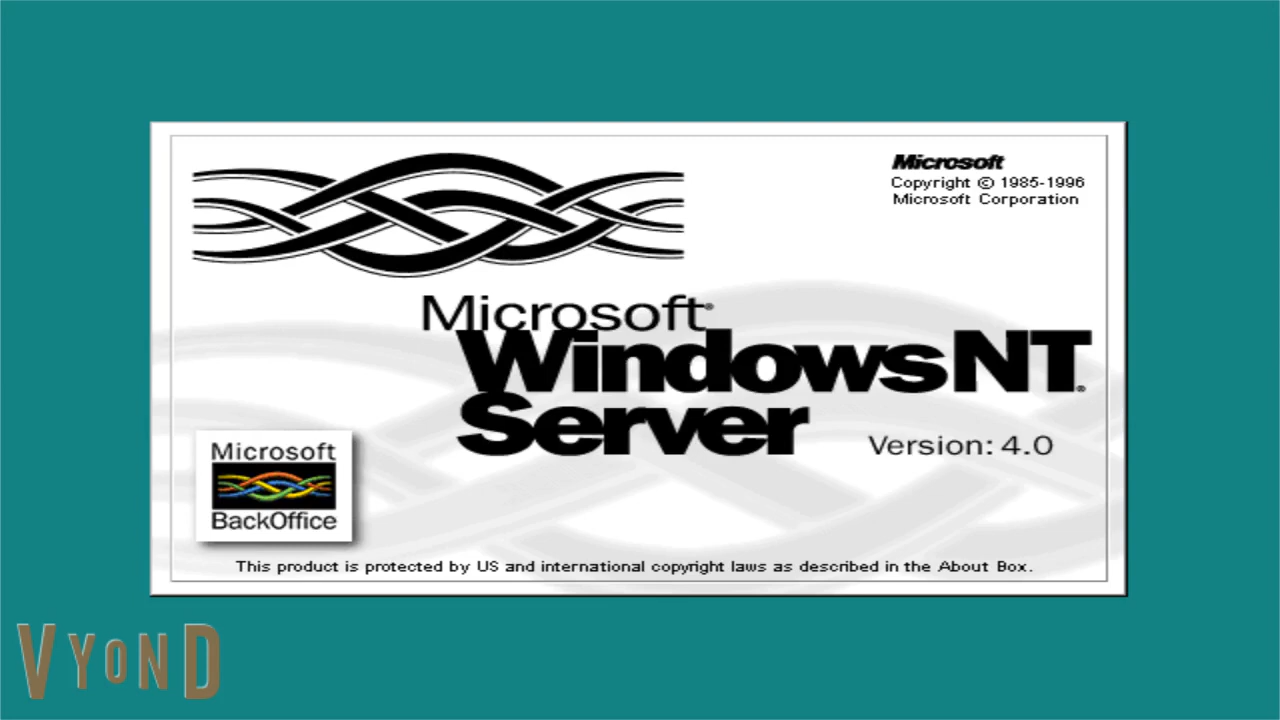 Microsoft
Copyright © 1985-1996
Microsoft Corporation
Microsoft®
Windows NT®
Server
Version: 4.0
Microsoft
BackOffice
This product is protected by US and international copyright laws as described in the About Box.
VYOND